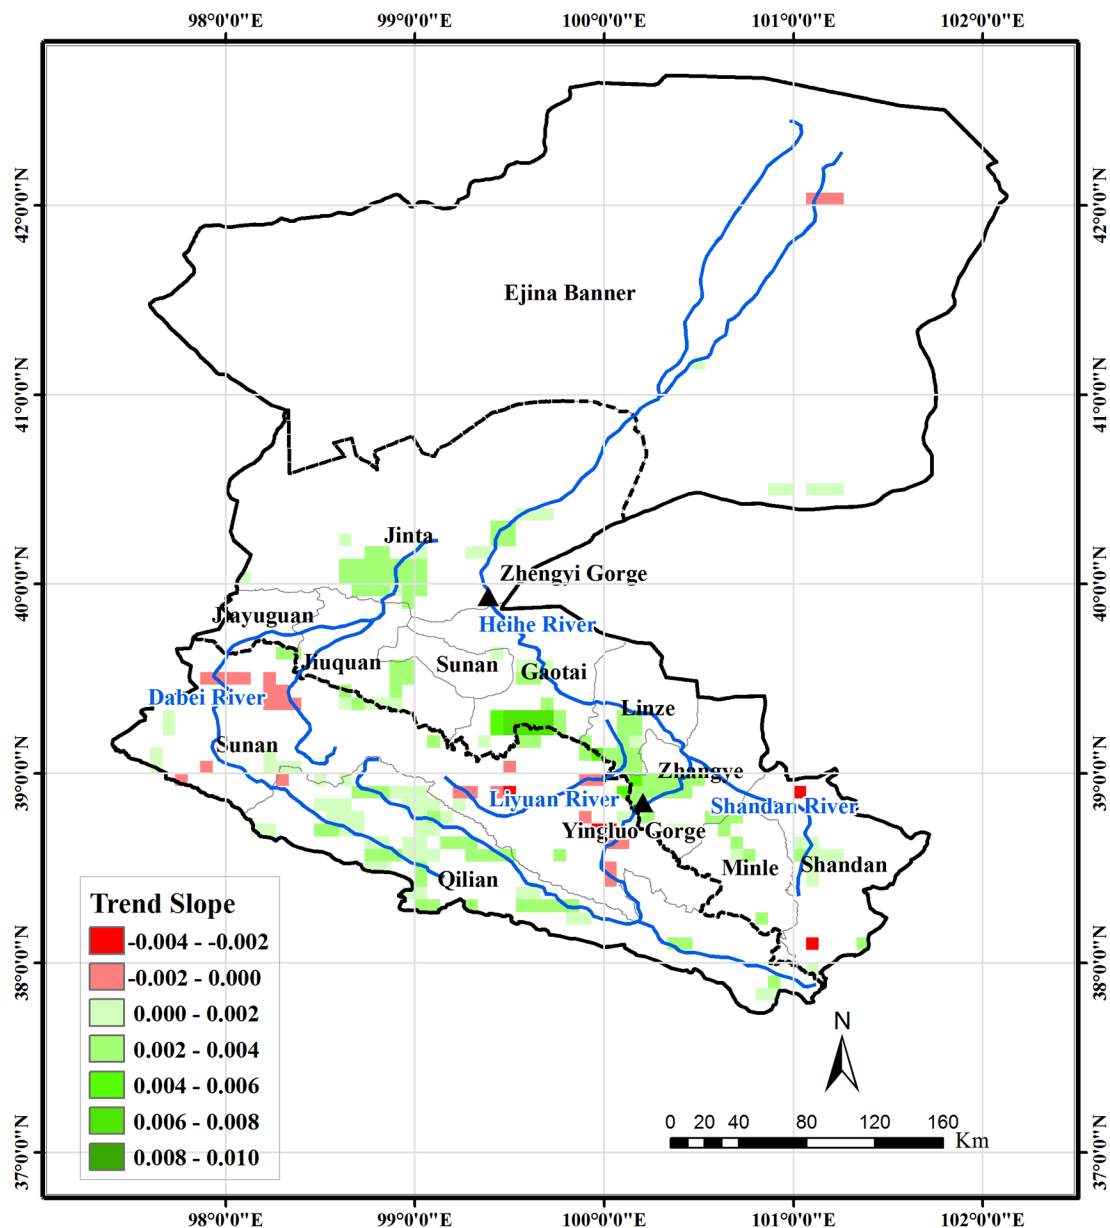 98°0'0"E 99°0'0"E 100°0'0"E 101°0'0"E 102°0'0"E
42°0'0"N 42°0'0"N
Ejina Banner
41°0'0"N 41°0'0"N
Jinta
Zhengyi Gorge
40°0'0"N 40°0'0"N
Jiayuguan
Heihe River
Jiuquan Sunan Gaotai
Dabei River
Linze
Sunan
Zhangye
39°0'0"N 39°0'0"N
Liyuan River Shandan River
Yingluo Gorge
Minle Shandan
Qilian
Trend Slope
-0.004 - -0.002
-0.002 - 0.000
38°0'0"N 38°0'0"N
0.000 - 0.002
N
0.002 - 0.004
0.004 - 0.006
0.006 - 0.008
0 20 40 80 120 160
Km
0.008 - 0.010
37°0'0"N 37°0'0"N
98°0'0"E 99°0'0"E 100°0'0"E 101°0'0"E 102°0'0"E